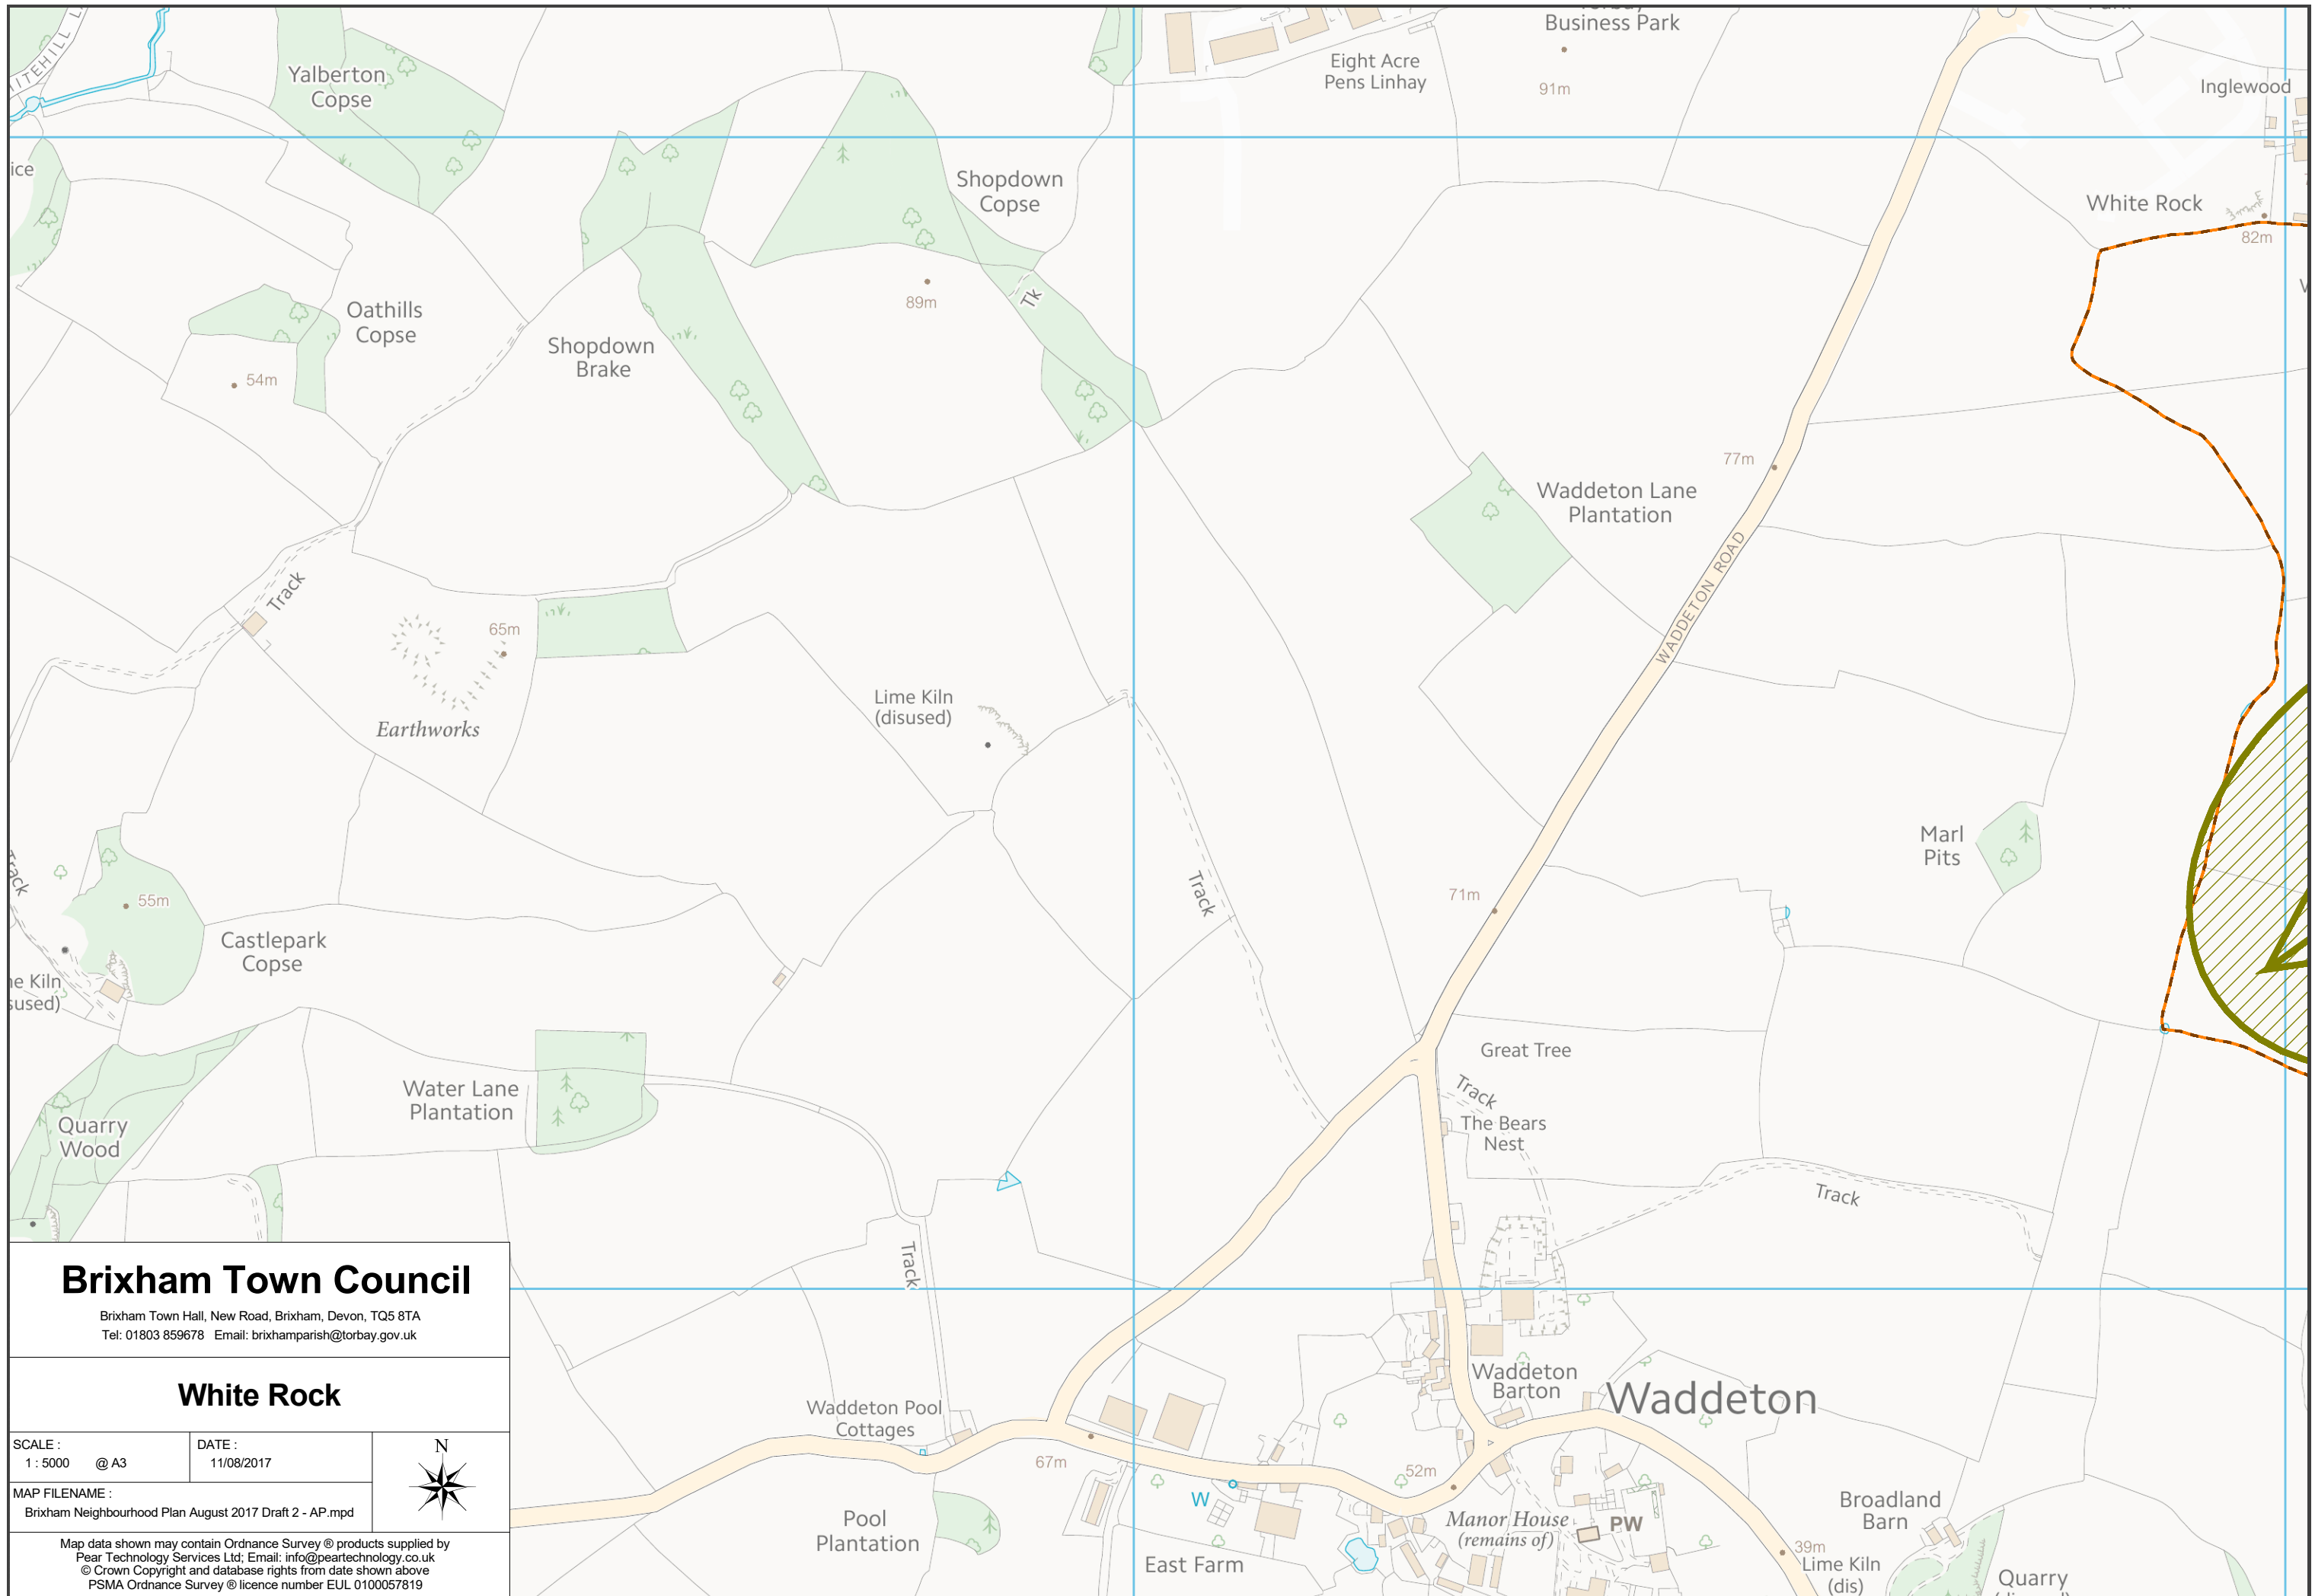 Business Park
Eight Acre
Pens Linhay
91m
Inglewood
Yalberton
Copse
Shopdown
Copse
White Rock
82m
89m
Tk
Oathills
Copse
54m
Shopdown
Brake
77m
Waddeton Lane
Plantation
WADDETON ROAD
Track
65m
Earthworks
Lime Kiln
(disused)
Marl
Pits
Track
Track
71m
55m
Castlepark
Copse
Great Tree
Track
The Bears
Nest
Water Lane
Plantation
Quarry
Wood
Track
Track
Waddeton
Barton
Waddeton
Waddeton Pool
Cottages
67m
52m
W
Pool
Plantation
East Farm
Manor House
(remains of)
PW
Broadland
Barn
39m
Lime Kiln
(dis)
Quarry
Brixham Town Council
Brixham Town Hall, New Road, Brixham, Devon, TQ5 8TA
Tel: 01803 859678 Email: brixhamparish@torbay.gov.uk
White Rock
SCALE :
1 : 5000 @ A3
DATE :
11/08/2017
N
MAP FILENAME :
Brixham Neighbourhood Plan August 2017 Draft 2 - AP.mpd
Map data shown may contain Ordnance Survey ® products supplied by
Pear Technology Services Ltd; Email: info@peartechnology.co.uk
© Crown Copyright and database rights from date shown above
PSMA Ordnance Survey ® licence number EUL 0100057819